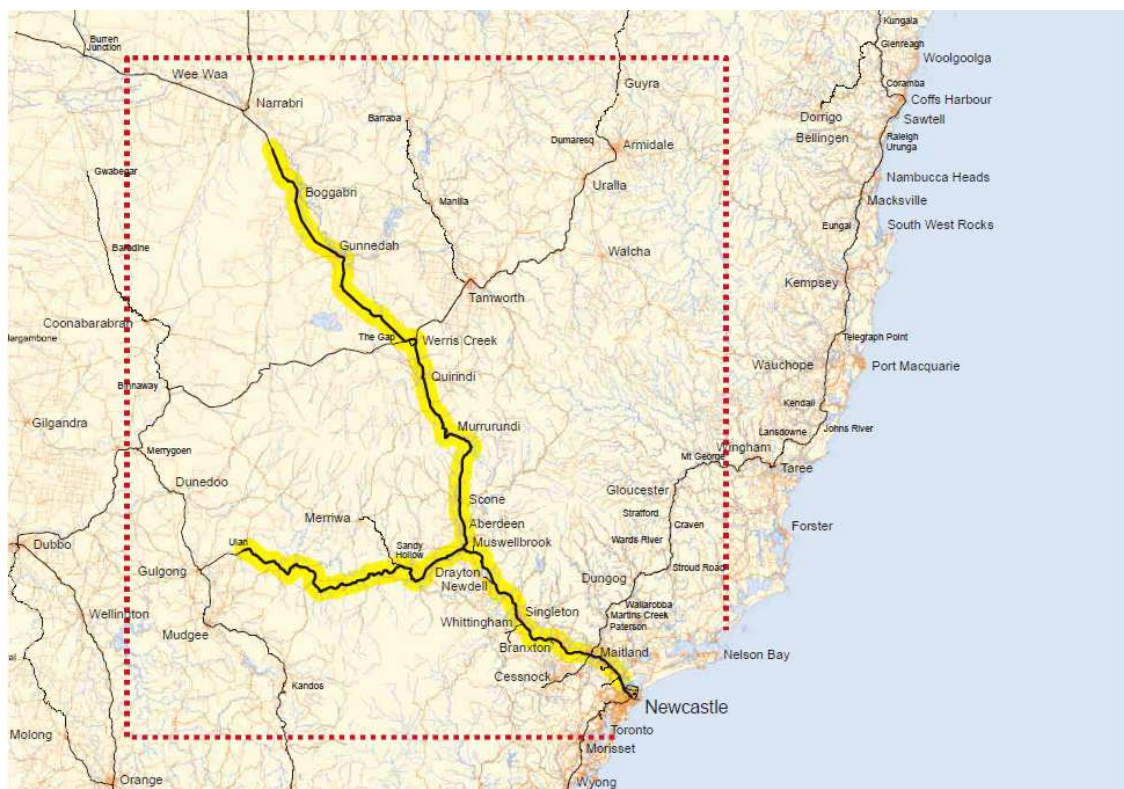 Burren
Junction
Wee Waa
Narrabri
Kungala
Glenreagh
Woolgoolga
Guyra
Coramba
Coffs Harbour
Barraba
Dorrigo
Sawtell
Dumaresq
Armidale
Bellingen
Raleigh
Urunga
Gwabegar
Uralla
Nambucca Heads
Boggabri
Manilla
Macksville
Eungai
South West Rocks
Baradine
Gunnedah
Walcha
Kempsey
Tamworth
Coonabarabran
The Gap
Werris Creek
Telegraph Point
Wauchope
Port Macquarie
Quirindi
Binnaway
Kendall
Gilgandra
Murrurundi
Lansdowne
Johns River
Merrygoen
Wingham
Mt George
Taree
Dunedoo
Scone
Gloucester
Stratford
Merriwa
Aberdeen
Craven
Forster
Ulan
Sandy
Hollow
Muswellbrook
Wards River
Dubbo
Gulgong
Drayton
Newdell
Dungog
Stroud Road
Wellington
Singleton
Wallarobba
Martins Creek
Paterson
Mudgee
Whittingham
Branxton
Maitland
Nelson Bay
Cessnock
Kandos
Newcastle
Toronto
Molong
Morisset
Orange
Wyong